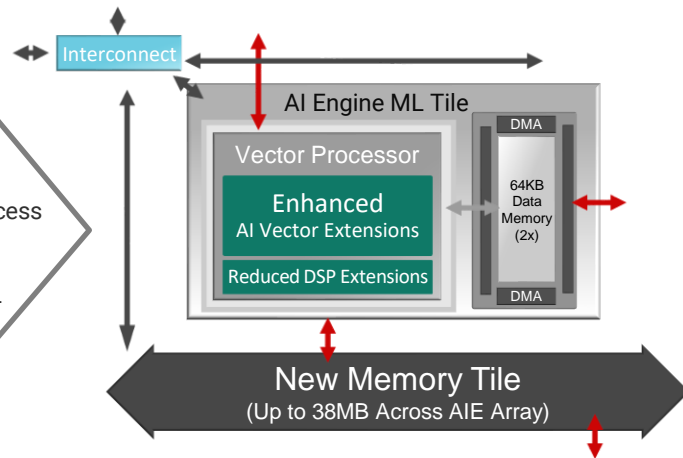 Interconnect
AI Engine ML Tile
DMA
Vector Processor
64KB
Data
Memory
(2x)
Enhanced
AI Vector Extensions
Reduced DSP Extensions
DMA
New Memory Tile
(Up to 38MB Across AIE Array)